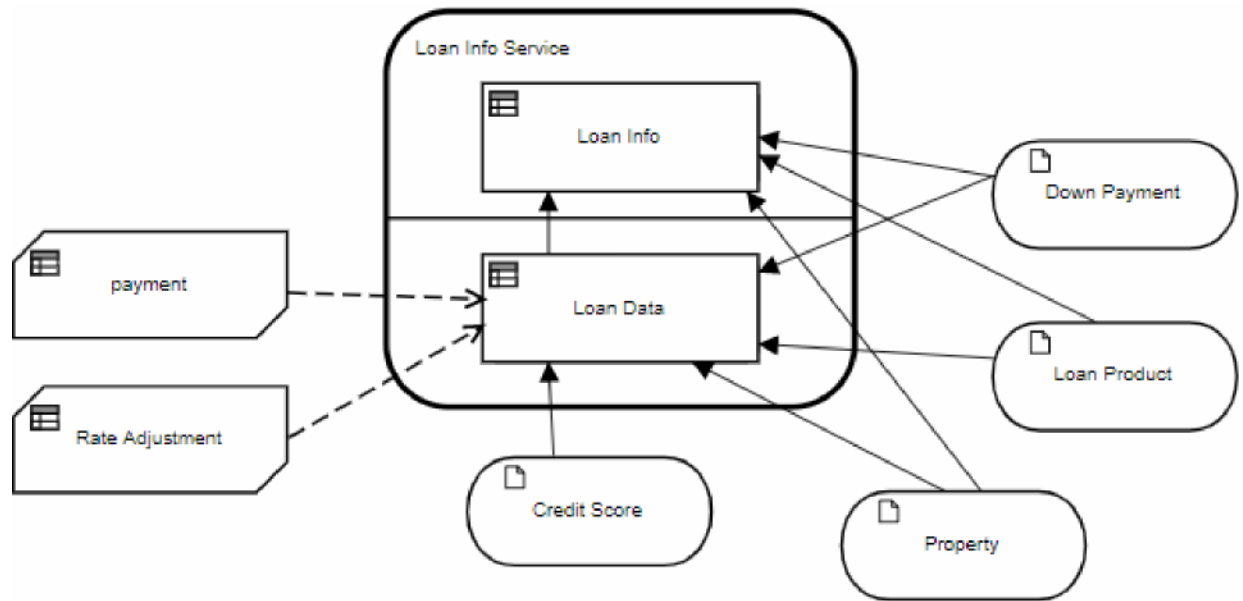 Loan Info Service
Loan Info
Down Payment
payment
Loan Data
Loan Product
Rate Adjustment
Credit Score
Property